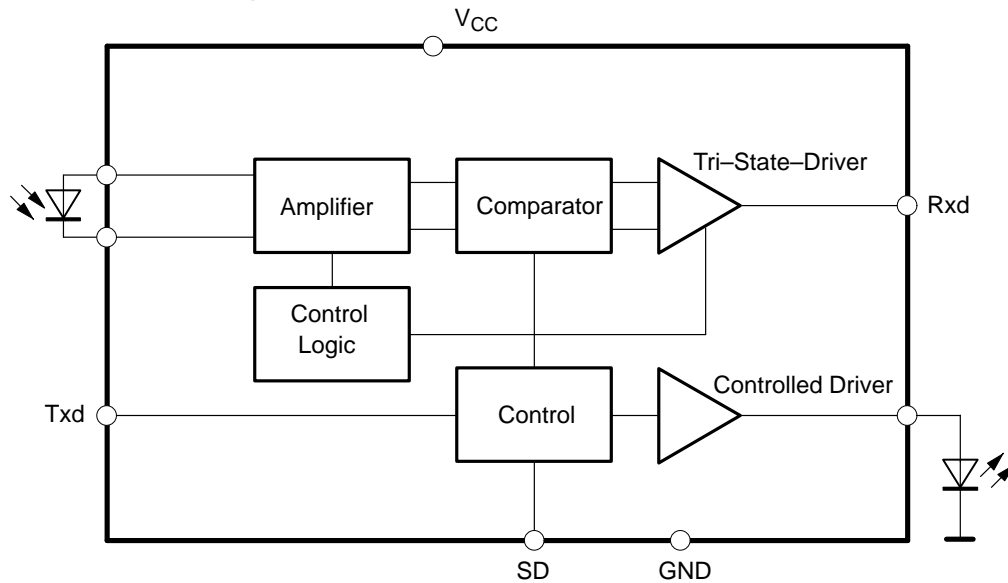 VCC
Tri–State–Driver
Amplifier
Comparator
Rxd
Control
Logic
Controlled Driver
Txd
Control
SD
GND